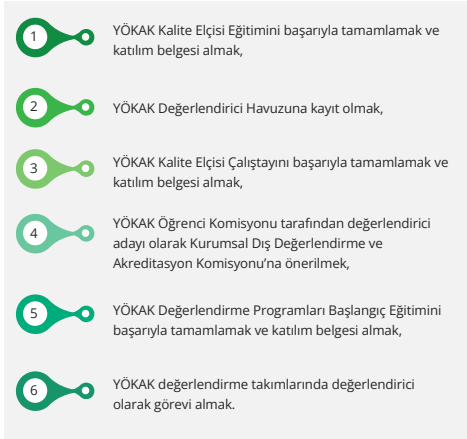 1
YÖKAK Kalite Elçisi Eğitimini başarıyla tamamlamak ve
katılım belgesi almak,
2
YÖKAK Değerlendirici Havuzuna kayıt olmak,
3
YÖKAK Kalite Elçisi Çalıştayını başarıyla tamamlamak ve
katılım belgesi almak,
4
YÖKAK Öğrenci Komisyonu tarafından değerlendirici
adayı olarak Kurumsal Dış Değerlendirme ve
Akreditasyon Komisyonu’na önerilmek,
5
YÖKAK Değerlendirme Programları Başlangıç Eğitimini
başarıyla tamamlamak ve katılım belgesi almak,
6
YÖKAK değerlendirme takımlarında değerlendirici
olarak görevi almak.